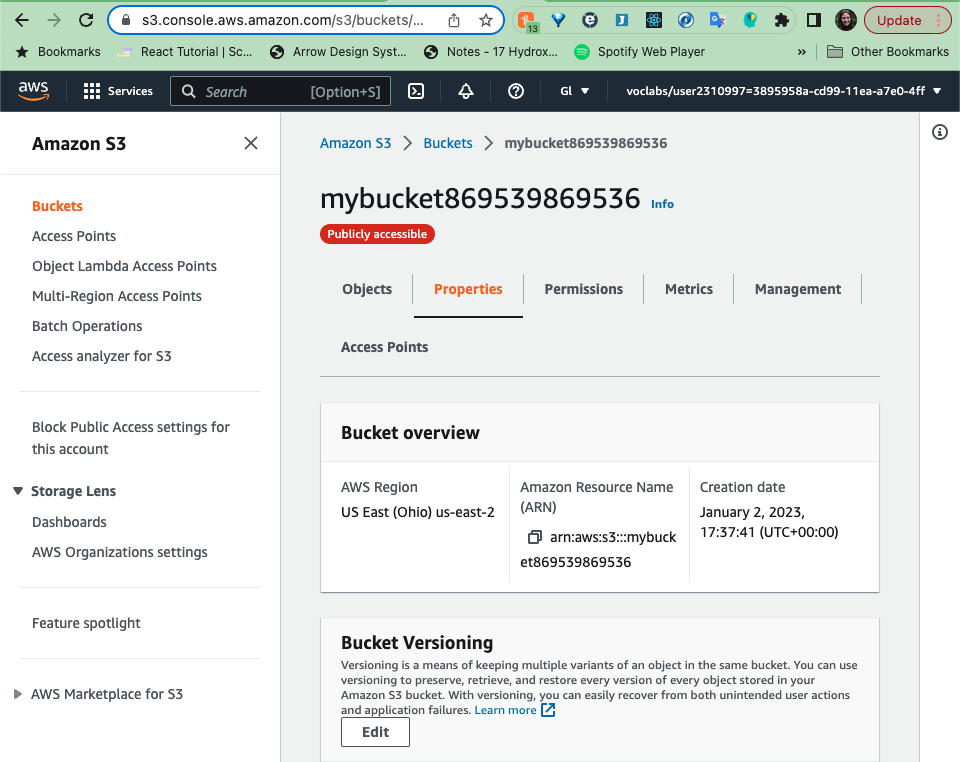 s3.console.aws.amazon.com/s3/buckets/...
13
Update
Bookmarks
React Tutorial | Sc...
Arrow Design Syst...
Notes - 17 Hydrox...
Spotify Web Player
»
Other Bookmarks
aws
Services
Search
[Option+S]
Gl
voclabs/user2310997=3895958a-cd99-11ea-a7e0-4ff
Amazon S3
Buckets
Access Points
Object Lambda Access Points
Multi-Region Access Points
Batch Operations
Access analyzer for S3
Block Public Access settings for
this account
Storage Lens
Dashboards
AWS Organizations settings
Feature spotlight
AWS Marketplace for S3
Amazon S3 > Buckets > mybucket869539869536
mybucket869539869536 Info
Publicly accessible
Objects
Properties
Permissions
Metrics
Management
Access Points
Bucket overview
AWS Region
US East (Ohio) us-east-2
Amazon Resource Name
(ARN)
arn:aws:s3:::mybuck
et869539869536
Creation date
January 2, 2023,
17:37:41 (UTC+00:00)
Bucket Versioning
Versioning is a means of keeping multiple variants of an object in the same bucket. You can use
versioning to preserve, retrieve, and restore every version of every object stored in your
Amazon S3 bucket. With versioning, you can easily recover from both unintended user actions
and application failures. Learn more
Edit